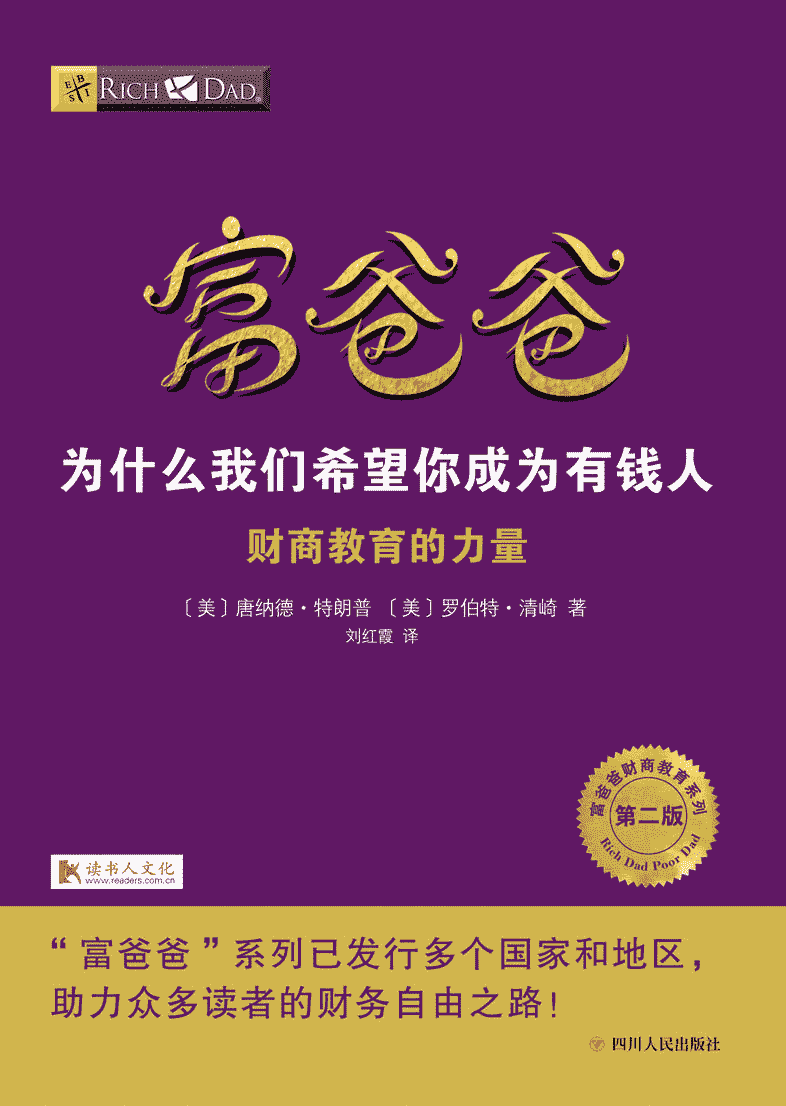 E B S I RICH DAD®
富爸爸
为什么我们希望你成为有钱人
财商教育的力量
〔美〕唐纳德·特朗普 〔美〕罗伯特·清崎 著
刘红霞 译
富爸爸财商教育系列
第二版
Rich Dad Poor Dad
读书人文化
www.readers.com.cn
“富爸爸”系列已发行多个国家和地区，
助力众多读者的财务自由之路！
四川人民出版社